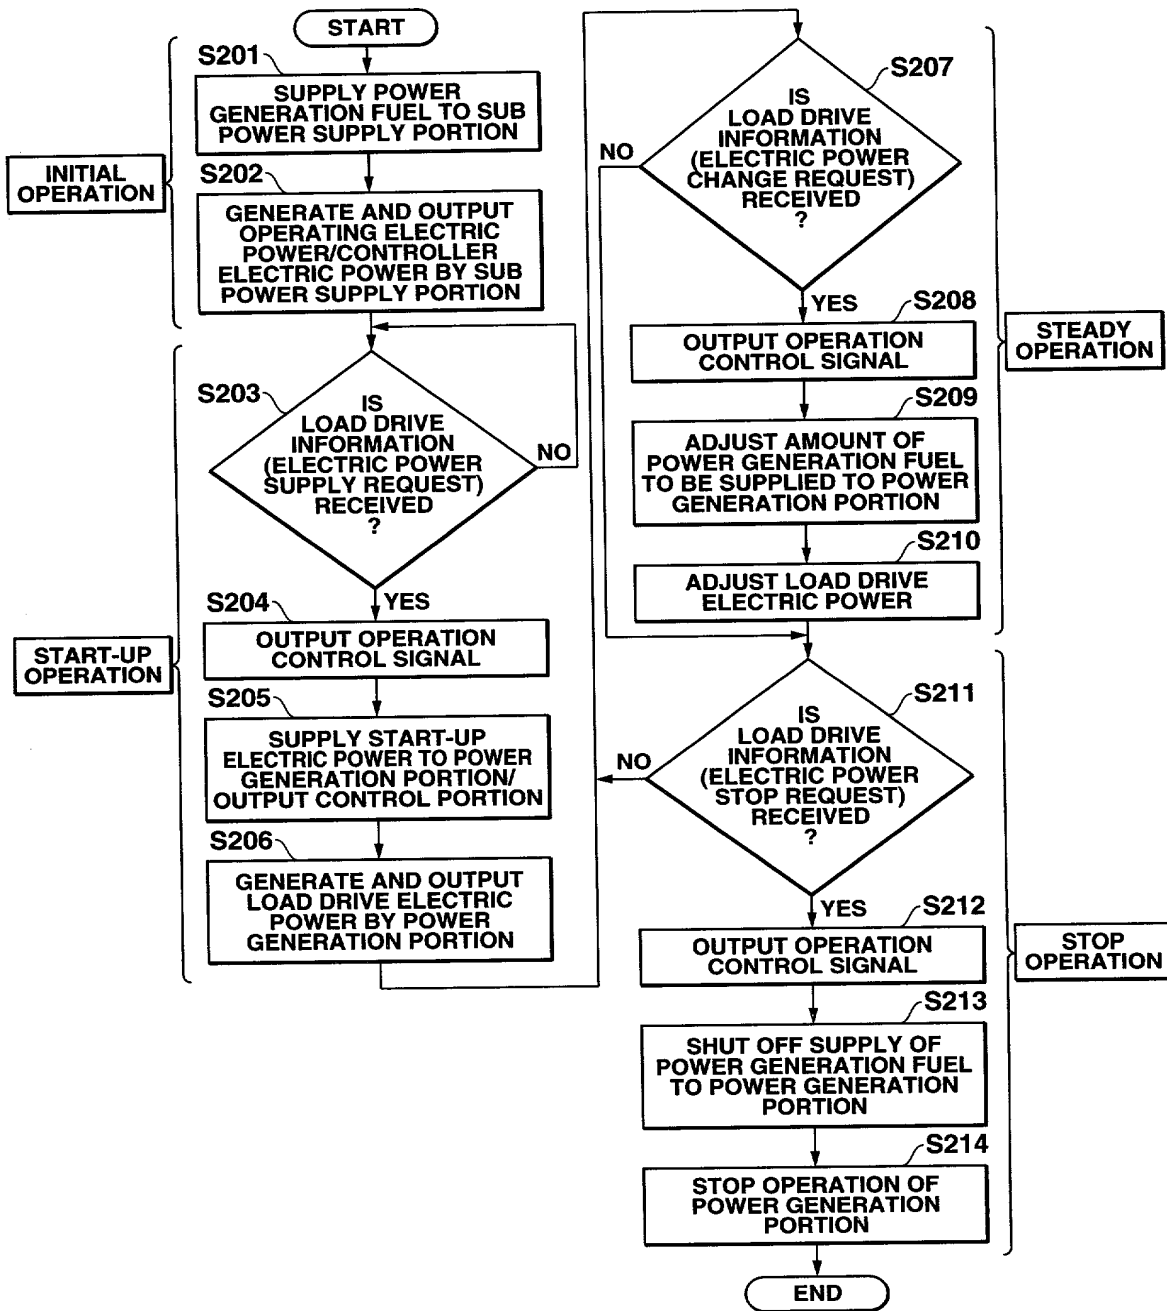 START
S201
SUPPLY POWER
GENERATION FUEL TO SUB
POWER SUPPLY PORTION
INITIAL
OPERATION
S202
GENERATE AND OUTPUT
OPERATING ELECTRIC
POWER/CONTROLLER
ELECTRIC POWER BY SUB
POWER SUPPLY PORTION
S203
IS
LOAD DRIVE
INFORMATION
(ELECTRIC POWER
SUPPLY REQUEST)
RECEIVED
?
NO
YES
START-UP
OPERATION
S204
OUTPUT OPERATION
CONTROL SIGNAL
S205
SUPPLY START-UP
ELECTRIC POWER TO POWER
GENERATION PORTION/
OUTPUT CONTROL PORTION
S206
GENERATE AND OUTPUT
LOAD DRIVE ELECTRIC
POWER BY POWER
GENERATION PORTION
S207
IS
LOAD DRIVE
INFORMATION
(ELECTRIC POWER
CHANGE REQUEST)
RECEIVED
?
NO
YES
STEADY
OPERATION
S208
OUTPUT OPERATION
CONTROL SIGNAL
S209
ADJUST AMOUNT OF
POWER GENERATION FUEL
TO BE SUPPLIED TO POWER
GENERATION PORTION
S210
ADJUST LOAD DRIVE
ELECTRIC POWER
S211
IS
LOAD DRIVE
INFORMATION
(ELECTRIC POWER
STOP REQUEST)
RECEIVED
?
NO
YES
STOP
OPERATION
S212
OUTPUT OPERATION
CONTROL SIGNAL
S213
SHUT OFF SUPPLY OF
POWER GENERATION FUEL
TO POWER GENERATION
PORTION
S214
STOP OPERATION OF
POWER GENERATION
PORTION
END